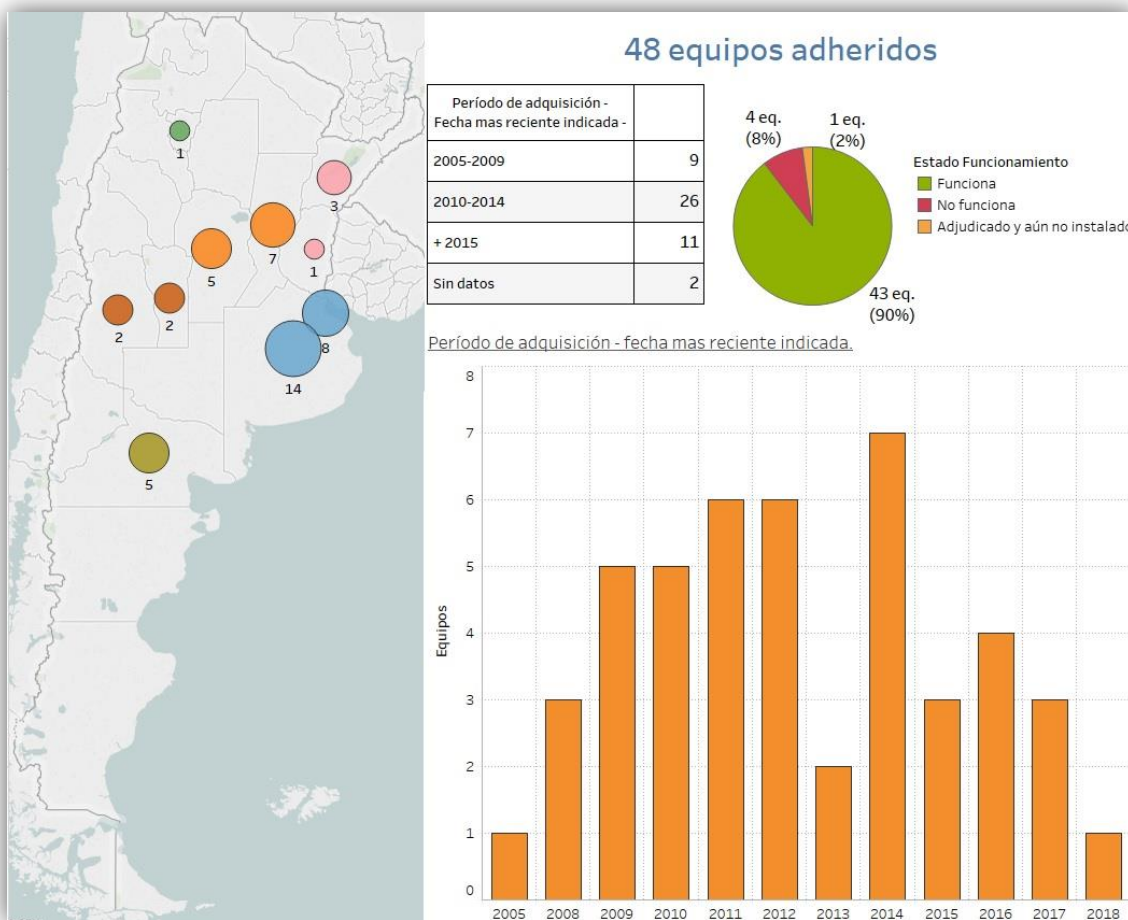 48 equipos adheridos
1
3
7
5
1
2
2
8
14
5
Período de adquisición -
Fecha mas reciente indicada -
2005-2009 9
2010-2014 26
+ 2015 11
Sin datos 2
4 eq.
(8%)
1 eq.
(2%)
43 eq.
(90%)
Estado Funcionamiento
Funciona
No funciona
Adjudicado y aún no instalado
Período de adquisición - fecha mas reciente indicada.
Equipos
8
7
6
5
4
3
2
1
0
2005 2008 2009 2010 2011 2012 2013 2014 2015 2016 2017 2018